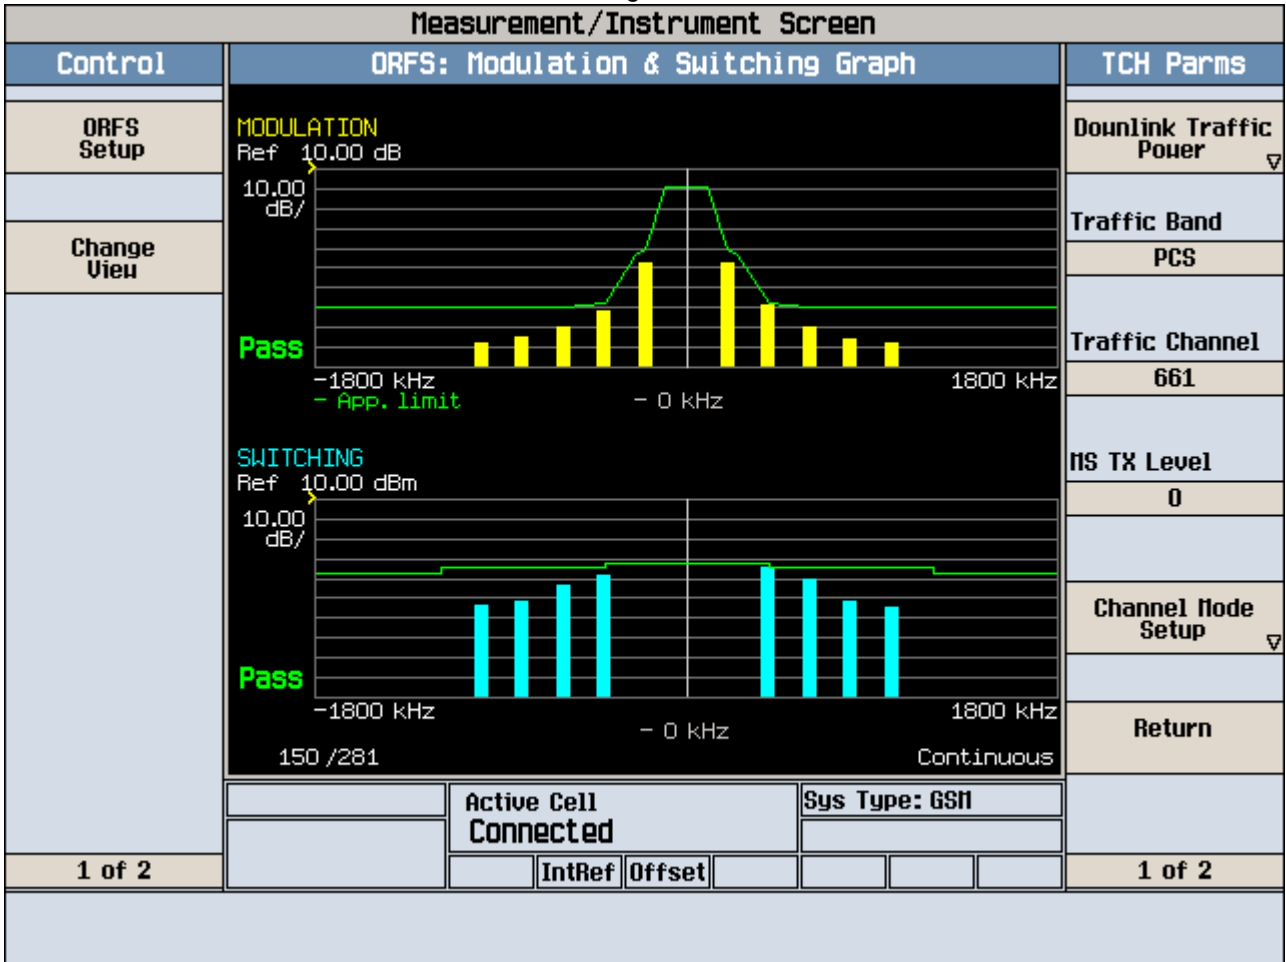 Measurement/Instrument Screen
Control
ORFS: Modulation & Switching Graph
TCH Parms
ORFS
Setup
Change
View
1 of 2
MODULATION
Ref 10.00 dB
10.00
dB/
Pass
-1800 kHz
1800 kHz
- App. limit
- 0 kHz
SWITCHING
Ref 10.00 dBm
10.00
dB/
Pass
-1800 kHz
1800 kHz
- 0 kHz
150 /281
Continuous
Active Cell
Connected
Sys Type: GSM
IntRef
Offset
Downlink Traffic
Power
Traffic Band
PCS
Traffic Channel
661
MS TX Level
0
Channel Mode
Setup
Return
1 of 2